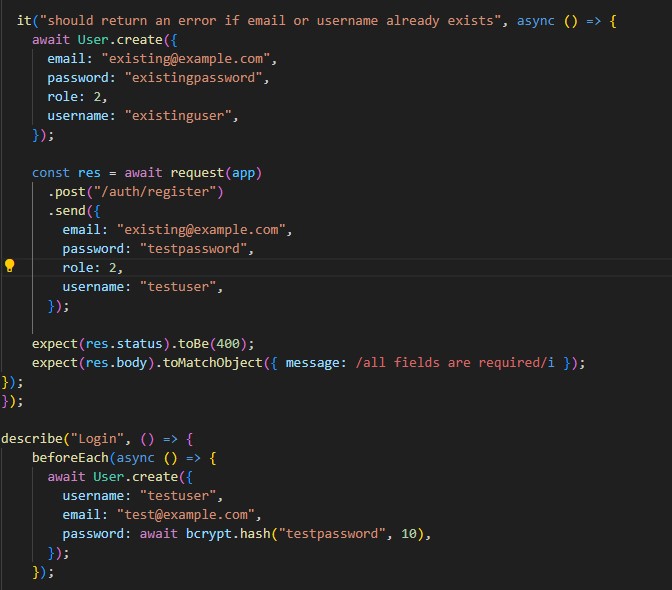 it("should return an error if email or username already exists", async () => {
await User.create({
email: "existing@example.com",
password: "existingpassword",
role: 2,
username: "existinguser",
});
const res = await request(app)
.post("/auth/register")
.send({
email: "existing@example.com",
password: "testpassword",
role: 2,
username: "testuser",
});
expect(res.status).toBe(400);
expect(res.body).toMatchObject({ message: /all fields are required/i });
});
});
describe("Login", () => {
beforeEach(async () => {
await User.create({
username: "testuser",
email: "test@example.com",
password: await bcrypt.hash("testpassword", 10),
});
});